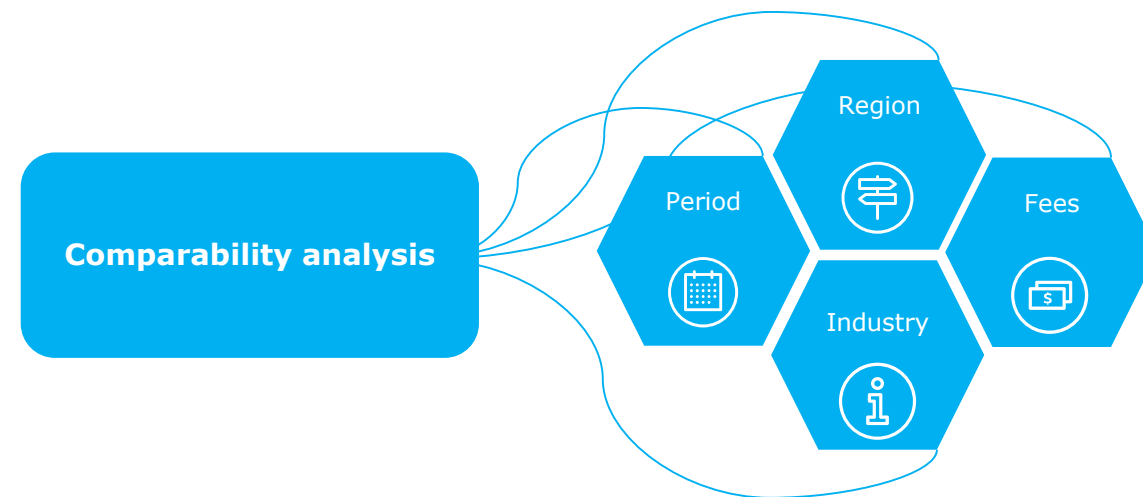 Comparability analysis
Region
Period
Fees
$
Industry